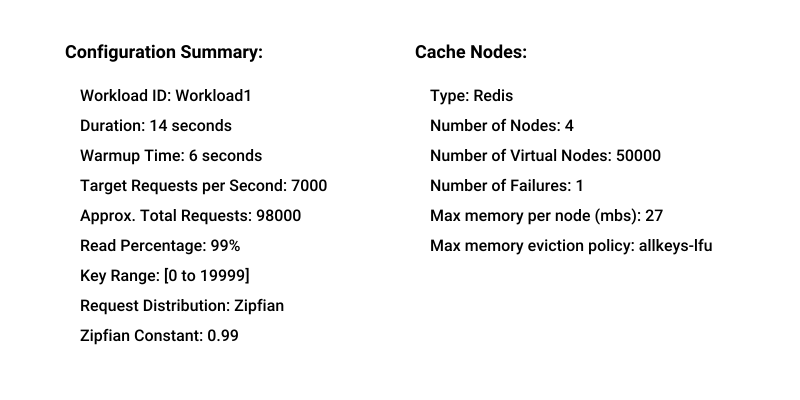 Configuration Summary:
Workload ID: Workload1
Duration: 14 seconds
Warmup Time: 6 seconds
Target Requests per Second: 7000
Approx. Total Requests: 98000
Read Percentage: 99%
Key Range: [0 to 19999]
Request Distribution: Zipfian
Zipfian Constant: 0.99
Cache Nodes:
Type: Redis
Number of Nodes: 4
Number of Virtual Nodes: 50000
Number of Failures: 1
Max memory per node (mbs): 27
Max memory eviction policy: allkeys-lfu